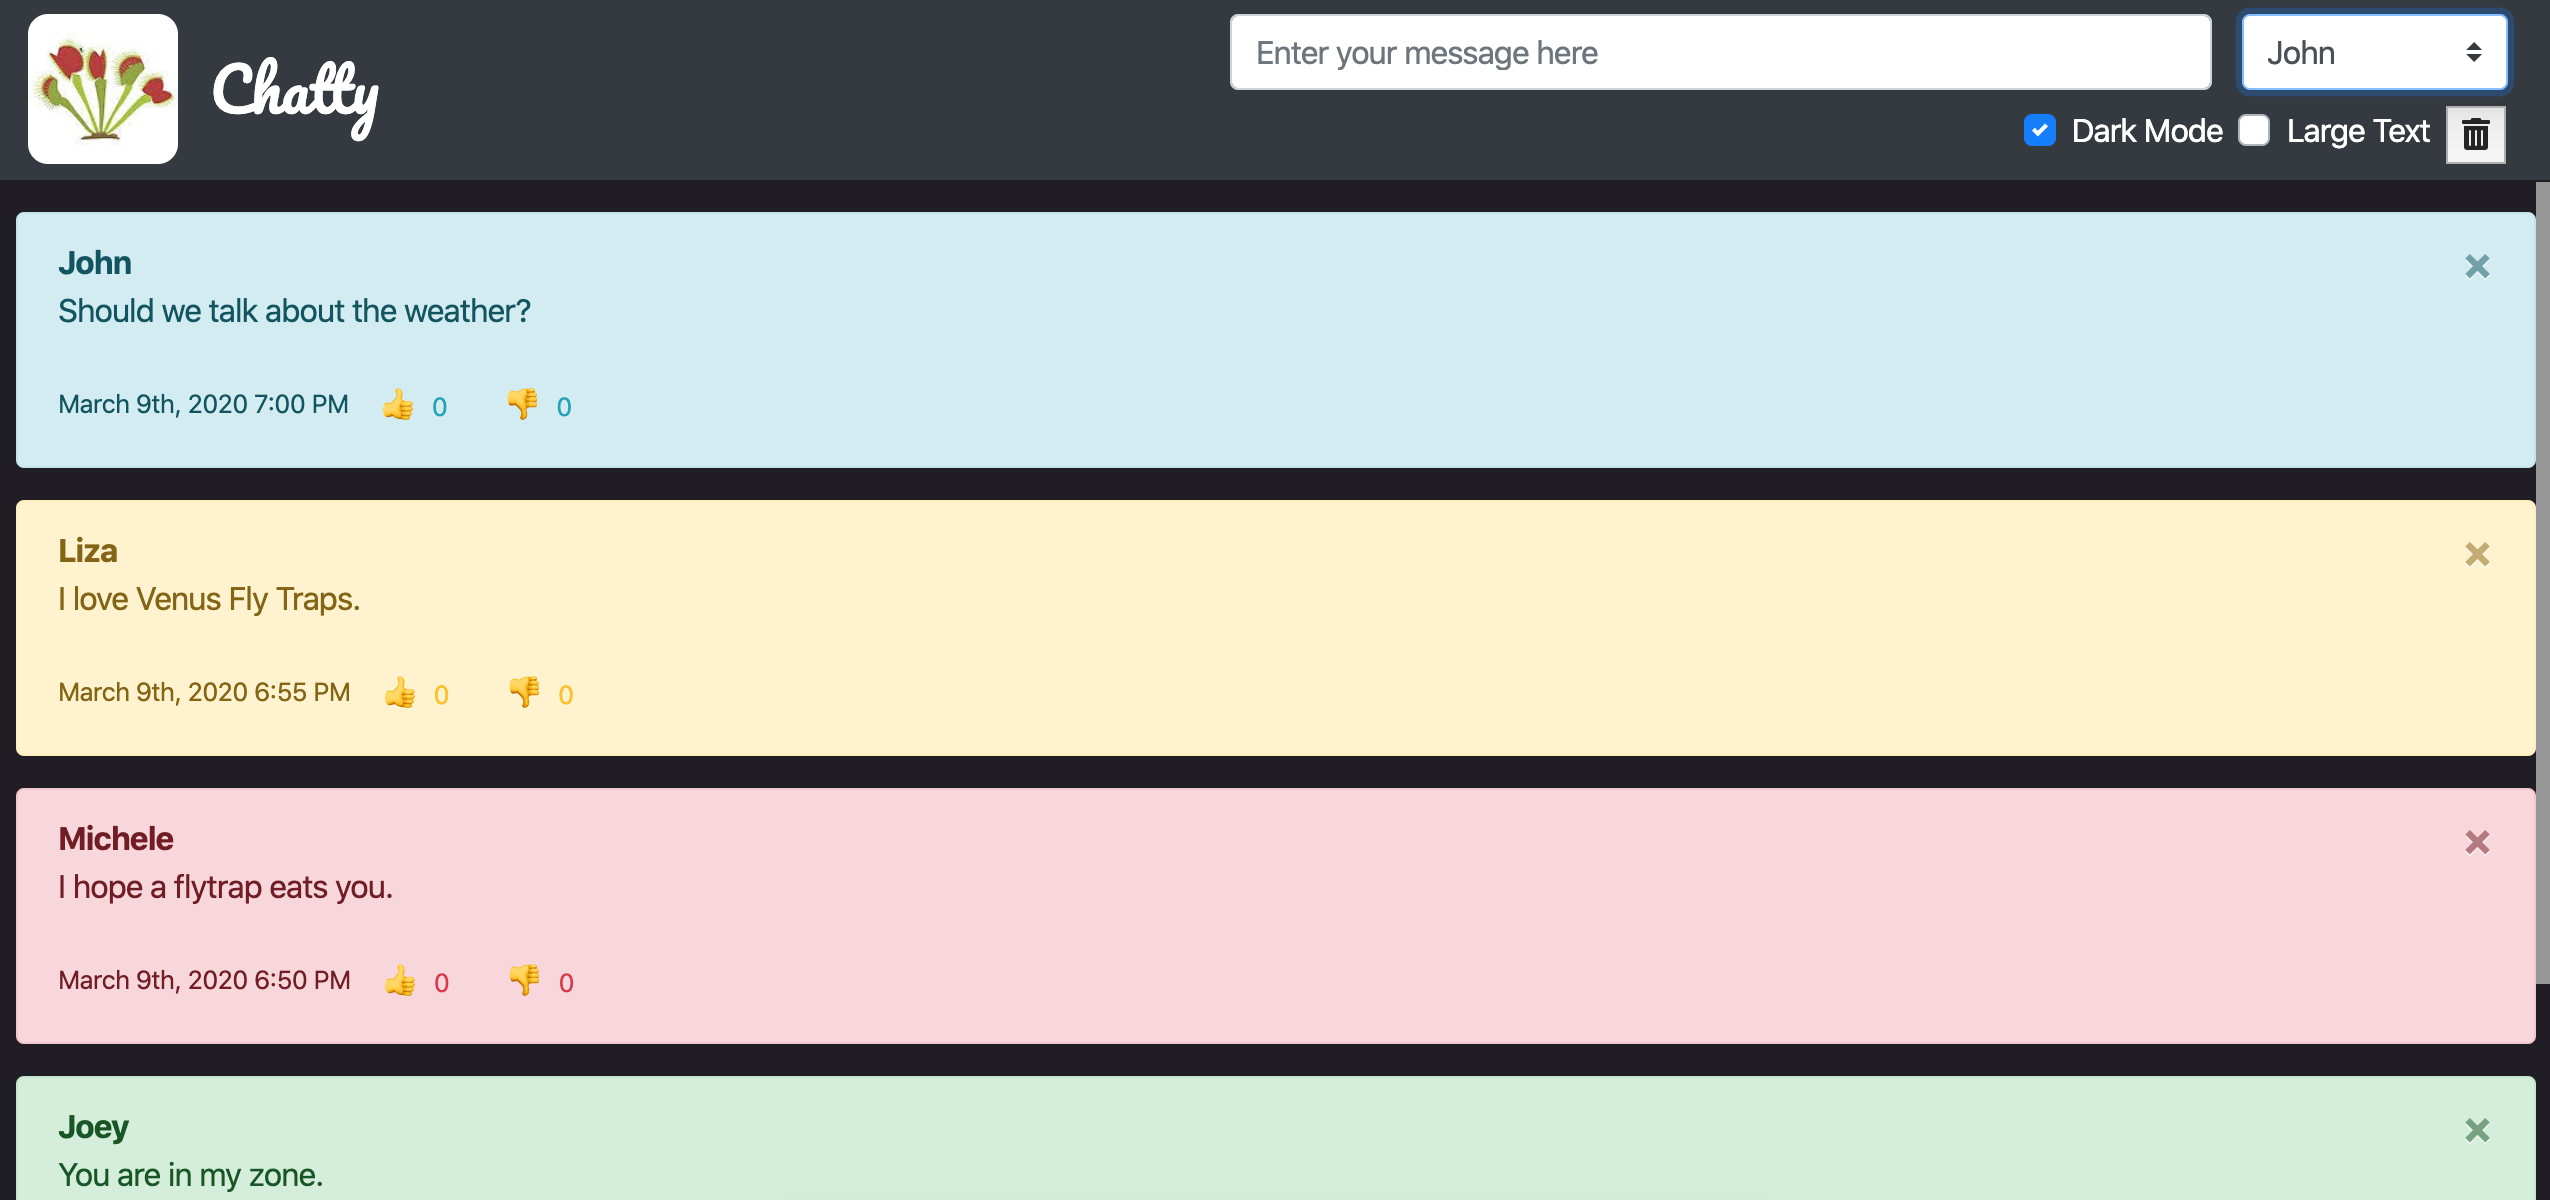 Chatty
Enter your message here
John
Dark Mode
Large Text
John
Should we talk about the weather?
March 9th, 2020 7:00 PM 👍 0 👎 0
Liza
I love Venus Fly Traps.
March 9th, 2020 6:55 PM 👍 0 👎 0
Michele
I hope a flytrap eats you.
March 9th, 2020 6:50 PM 👍 0 👎 0
Joey
You are in my zone.